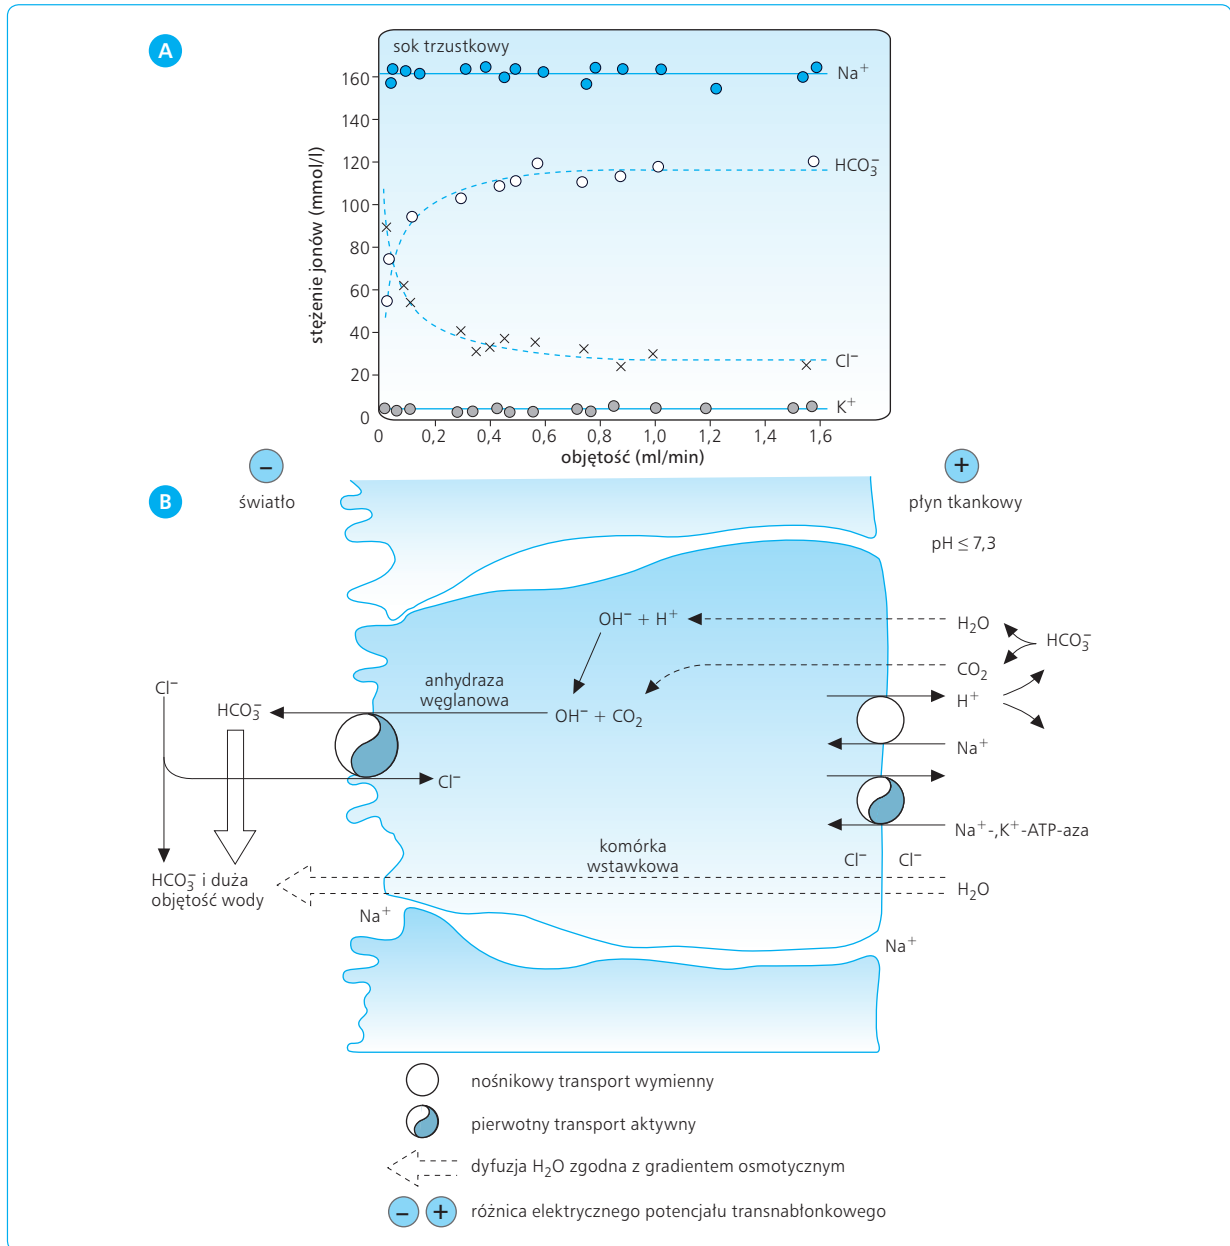 A
sok trzustkowy
stężenie jonów (mmol/l)
160
140
120
100
80
60
40
20
0
Na⁺
HCO₃⁻
Cl⁻
K⁺
0 0,2 0,4 0,6 0,8 1,0 1,2 1,4 1,6
objętość (ml/min)
−
+
B
światło
płyn tkankowy
pH ≤ 7,3
OH⁻ + H⁺
H₂O
HCO₃⁻
CO₂
Cl⁻
anhydraza
węglanowa
HCO₃⁻
OH⁻ + CO₂
H⁺
Na⁺
Cl⁻
Na⁺-,K⁺-ATP-aza
komórka
wstawkowa
Cl⁻ Cl⁻
HCO₃⁻ i duża
objętość wody
H₂O
Na⁺
Na⁺
nośnikowy transport wymienny
pierwotny transport aktywny
dyfuzja H₂O zgodna z gradientem osmotycznym
− + różnica elektrycznego potencjału transnabłonkowego